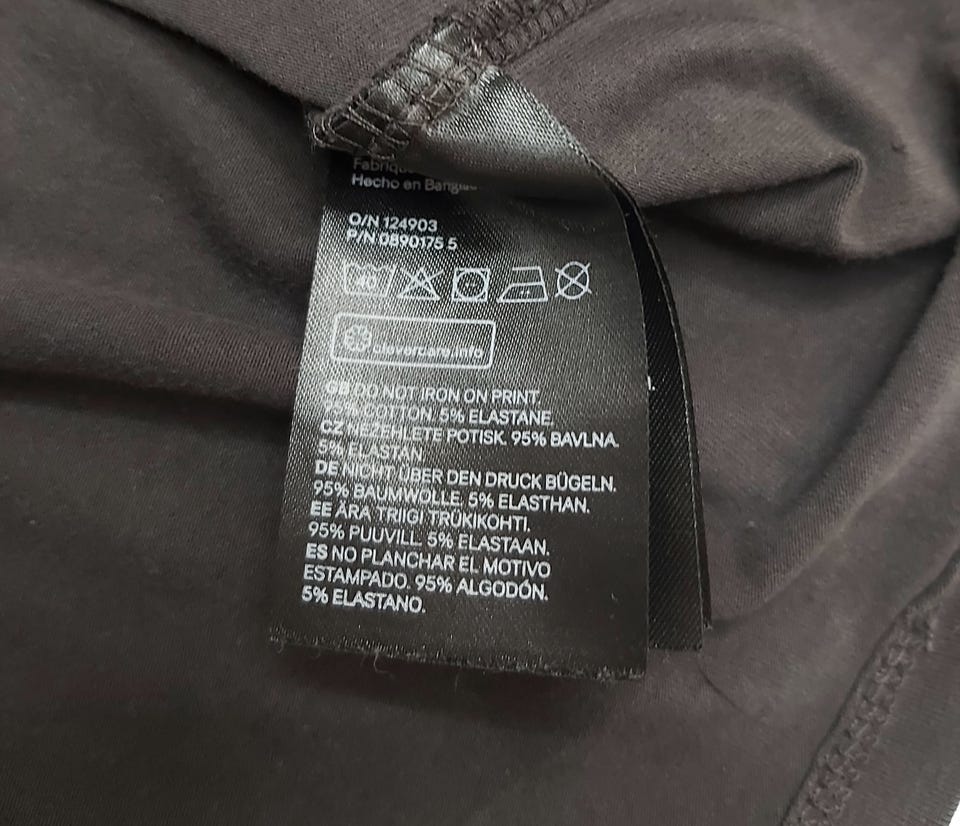 Hecho en
O/N 124903
P/N 0890175 5
40
clevercare.info
GB DO NOT IRON ON PRINT
95% COTTON. 5% ELASTANE.
CZ NEŽEHLETE POTISK. 95% BAVLNA.
5% ELASTAN
DE NICHT ÜBER DEN DRUCK BÜGELN.
95% BAUMWOLLE. 5% ELASTHAN.
EE ÄRA TRIIGI TRÜKIKOHTI.
95% PUUVILL. 5% ELASTAAN.
ES NO PLANCHAR EL MOTIVO
ESTAMPADO. 95% ALGODÓN.
5% ELASTANO.